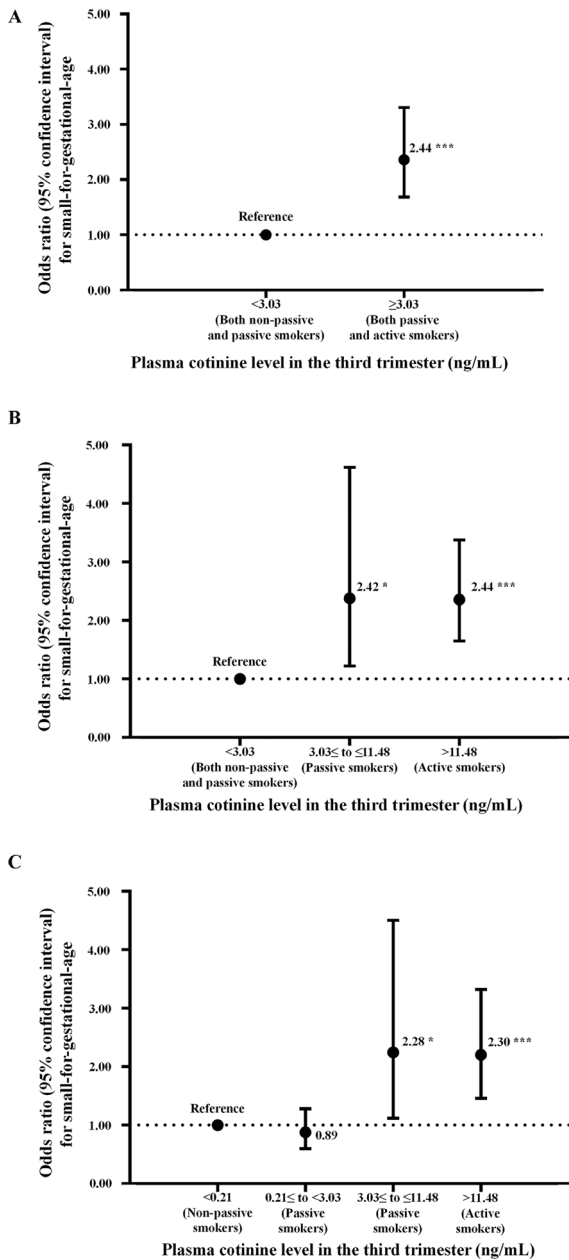 A
Odds ratio (95% confidence interval)
for small-for-gestational-age
5.00
4.00
3.00
2.00
1.00
0.00
Reference
2.44 ***
<3.03
(Both non-passive
and passive smokers)
≥3.03
(Both passive
and active smokers)
Plasma cotinine level in the third trimester (ng/mL)
B
Odds ratio (95% confidence interval)
for small-for-gestational-age
5.00
4.00
3.00
2.00
1.00
0.00
Reference
2.42 *
2.44 ***
<3.03
(Both non-passive
and passive smokers)
3.03≤ to ≤11.48
(Passive smokers)
>11.48
(Active smokers)
Plasma cotinine level in the third trimester (ng/mL)
C
Odds ratio (95% confidence interval)
for small-for-gestational-age
5.00
4.00
3.00
2.00
1.00
0.00
Reference
0.89
2.28 *
2.30 ***
<0.21
(Non-passive
smokers)
0.21≤ to <3.03
(Passive
smokers)
3.03≤ to ≤11.48
(Passive
smokers)
>11.48
(Active
smokers)
Plasma cotinine level in the third trimester (ng/mL)